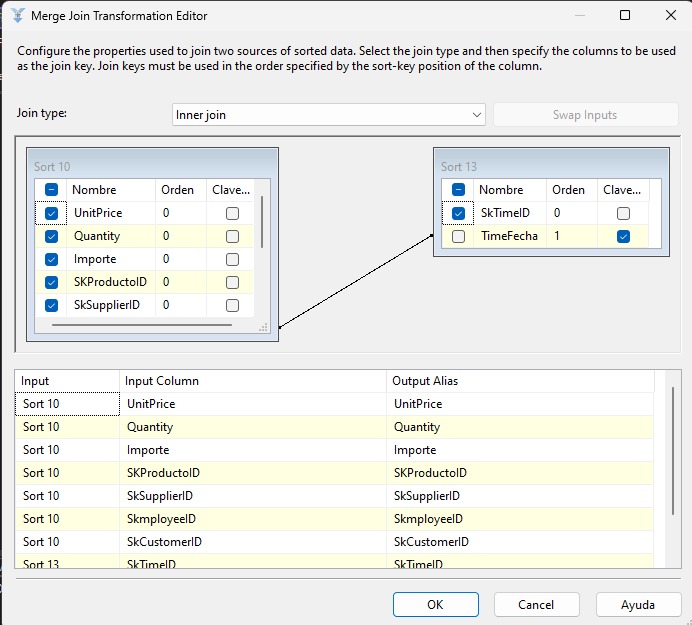 Merge Join Transformation Editor
Configure the properties used to join two sources of sorted data. Select the join type and then specify the columns to be used
as the join key. Join keys must be used in the order specified by the sort-key position of the column.
Join type:
Inner join
Swap Inputs
Sort 10
Nombre Orden Clave...
UnitPrice 0
Quantity 0
Importe 0
SKProductoID 0
SkSupplierID 0
Sort 13
Nombre Orden Clave...
SkTimeID 0
TimeFecha 1
Input Input Column Output Alias
Sort 10 UnitPrice UnitPrice
Sort 10 Quantity Quantity
Sort 10 Importe Importe
Sort 10 SKProductoID SKProductoID
Sort 10 SkSupplierID SkSupplierID
Sort 10 SkmployeeID SkmployeeID
Sort 10 SkCustomerID SkCustomerID
Sort 13 SkTimeID SkTimeID
OK Cancel Ayuda